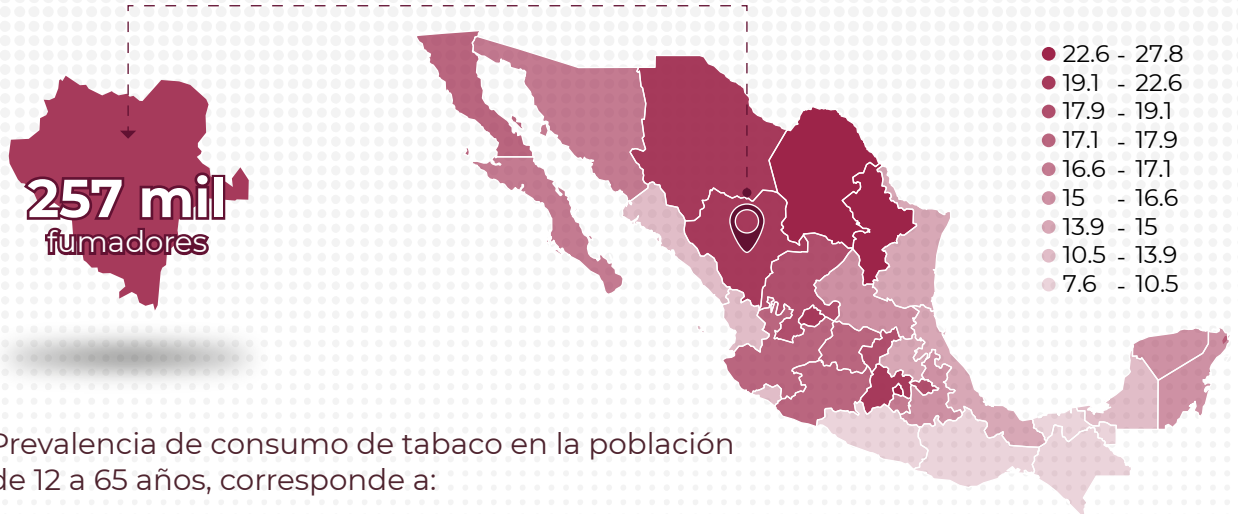 257 mil
fumadores
22.6 - 27.8
19.1 - 22.6
17.9 - 19.1
17.1 - 17.9
16.6 - 17.1
15 - 16.6
13.9 - 15
10.5 - 13.9
7.6 - 10.5
Prevalencia de consumo de tabaco en la población
de 12 a 65 años, corresponde a: